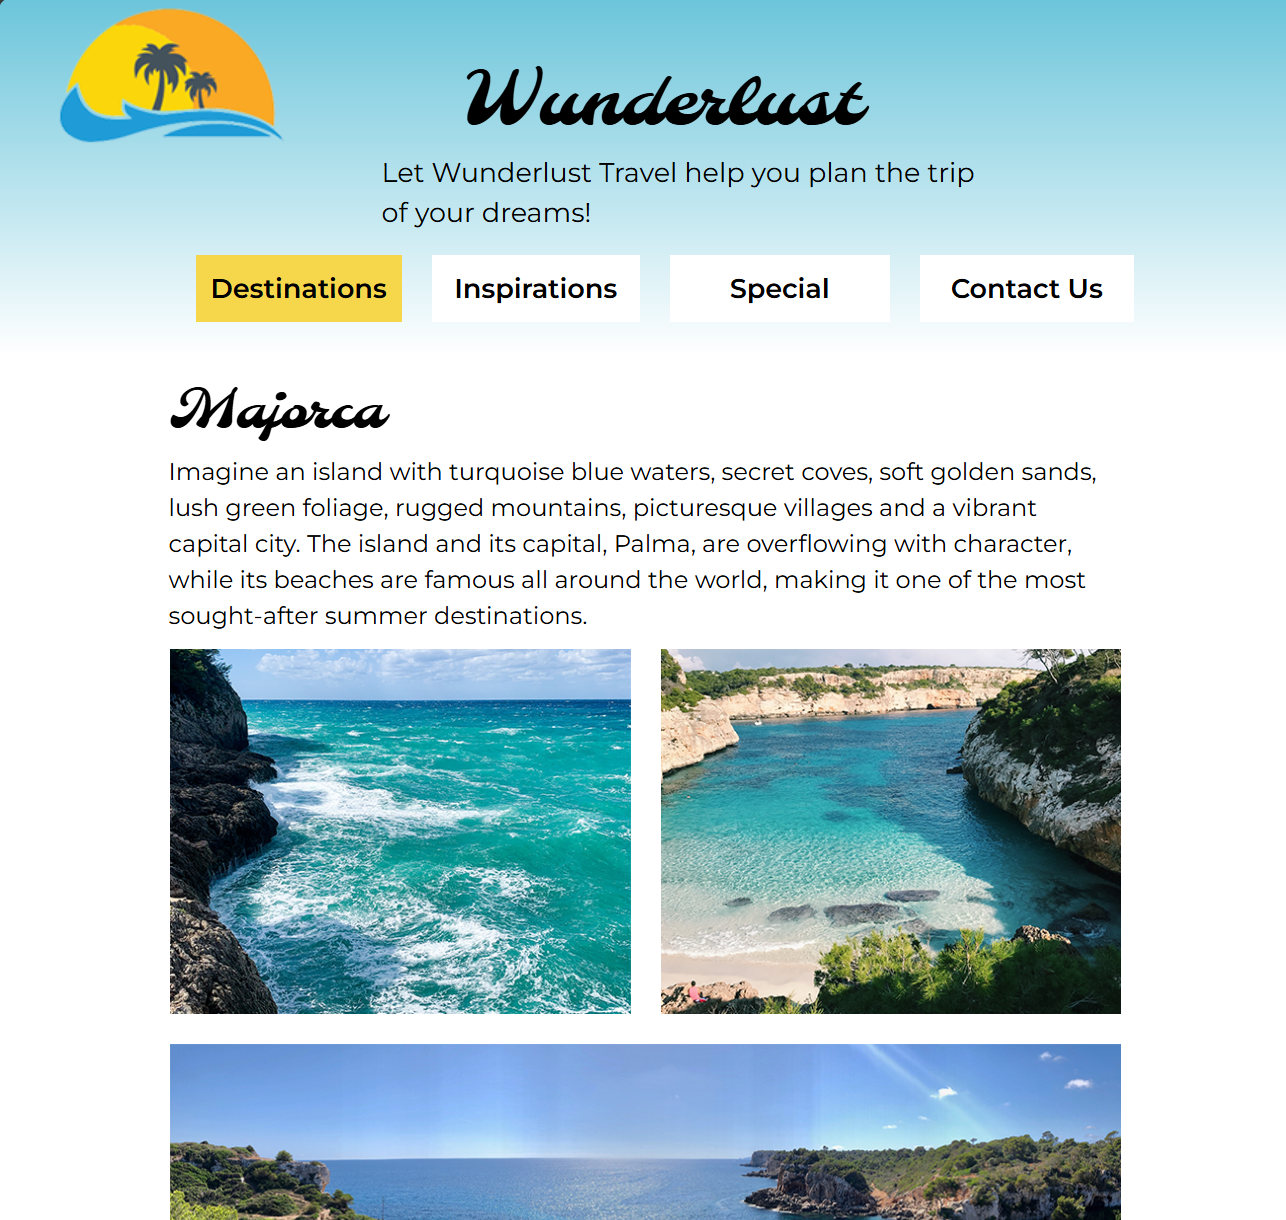 Wunderlust
Let Wunderlust Travel help you plan the trip
of your dreams!
Destinations
Inspirations
Special
Contact Us
Majorca
Imagine an island with turquoise blue waters, secret coves, soft golden sands,
lush green foliage, rugged mountains, picturesque villages and a vibrant
capital city. The island and its capital, Palma, are overflowing with character,
while its beaches are famous all around the world, making it one of the most
sought-after summer destinations.